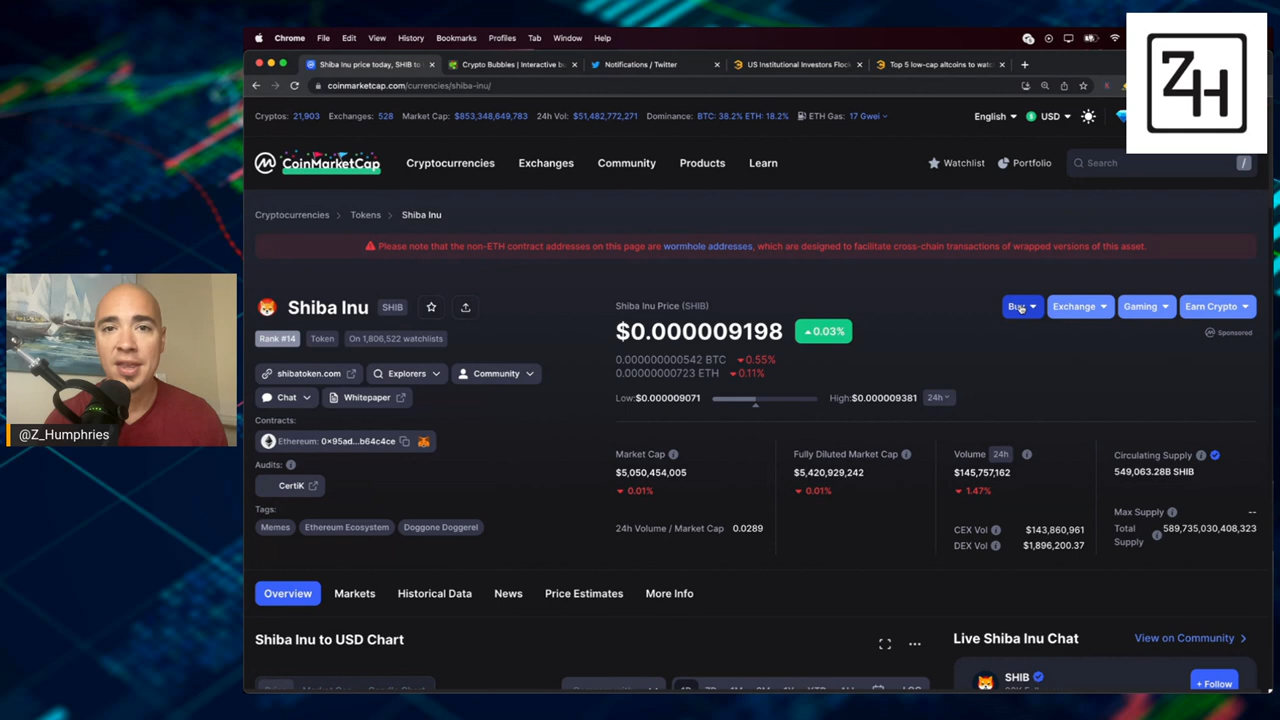 Chrome File Edit View History Bookmarks Profiles Tab Window Help
Shiba Inu price today, SHIB to
Crypto Bubbles | Interactive bu
Notifications / Twitter
US Institutional Investors Flock
Top 5 low-cap altcoins to watc
coinmarketcap.com/currencies/shiba-inu/
ZH
Cryptos: 21,903 Exchanges: 528 Market Cap: $853,348,649,783 24h Vol: $51,482,772,271 Dominance: BTC: 38.2% ETH: 18.2% ETH Gas: 17 Gwei
English USD
CoinMarketCap
Cryptocurrencies Exchanges Community Products Learn
Watchlist Portfolio Search /
Cryptocurrencies > Tokens > Shiba Inu
Please note that the non-ETH contract addresses on this page are wormhole addresses, which are designed to facilitate cross-chain transactions of wrapped versions of this asset.
Shiba Inu SHIB
Rank #14 Token On 1,806,522 watchlists
shibatoken.com Explorers Community
Chat Whitepaper
Contracts:
Ethereum: 0x95ad...b64c4ce
Audits:
CertiK
Tags:
Memes Ethereum Ecosystem Doggone Doggerel
Shiba Inu Price (SHIB)
$0.000009198 0.03%
0.000000000542 BTC 0.55%
0.00000000723 ETH 0.11%
Low:$0.000009071 High:$0.000009381 24h
Buy Exchange Gaming Earn Crypto
Sponsored
Market Cap
$5,050,454,005
0.01%
24h Volume / Market Cap 0.0289
Fully Diluted Market Cap
$5,420,929,242
0.01%
Volume 24h
$145,757,162
1.47%
CEX Vol $143,860,961
DEX Vol $1,896,200.37
Circulating Supply
549,063.28B SHIB
Max Supply --
Total Supply 589,735,030,408,323
@Z_Humphries
Overview Markets Historical Data News Price Estimates More Info
Shiba Inu to USD Chart
Live Shiba Inu Chat View on Community >
SHIB
+ Follow